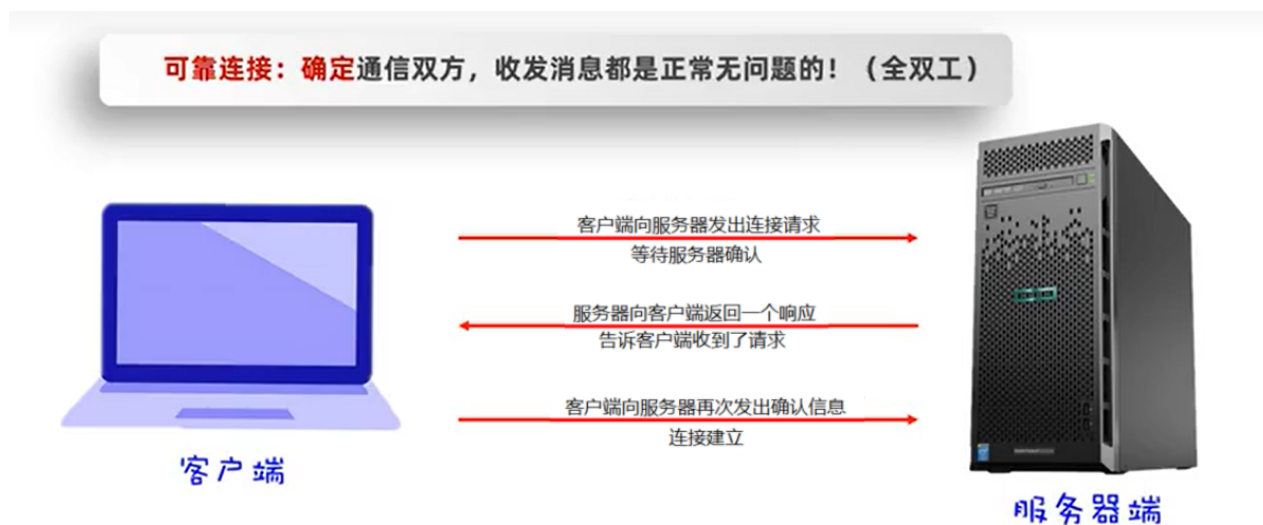 可靠连接：确定通信双方，收发消息都是正常无问题的！（全双工）
客户端向服务器发出连接请求
等待服务器确认
服务器向客户端返回一个响应
告诉客户端收到了请求
客户端向服务器再次发出确认信息
连接建立
客户端
服务器端